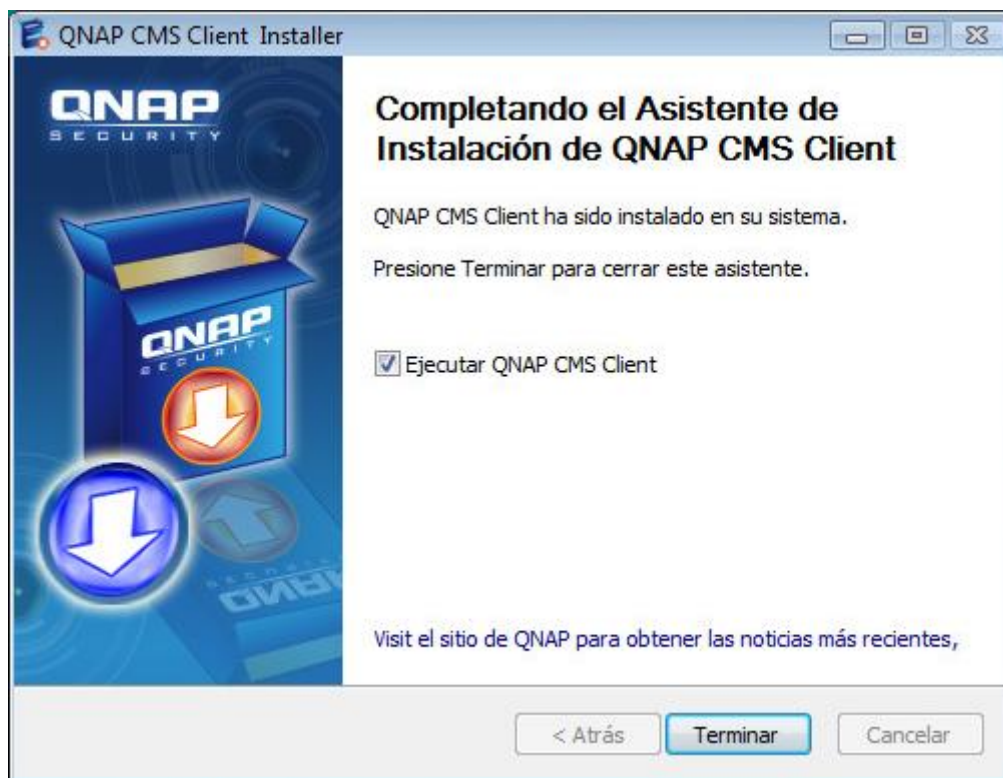 QNAP CMS Client Installer
QNAP
SECURITY
Completando el Asistente de
Instalación de QNAP CMS Client
QNAP CMS Client ha sido instalado en su sistema.
Presione Terminar para cerrar este asistente.
QNAP
SECURITY
Ejecutar QNAP CMS Client
QNAP
Visit el sitio de QNAP para obtener las noticias más recientes,
< Atrás
Terminar
Cancelar